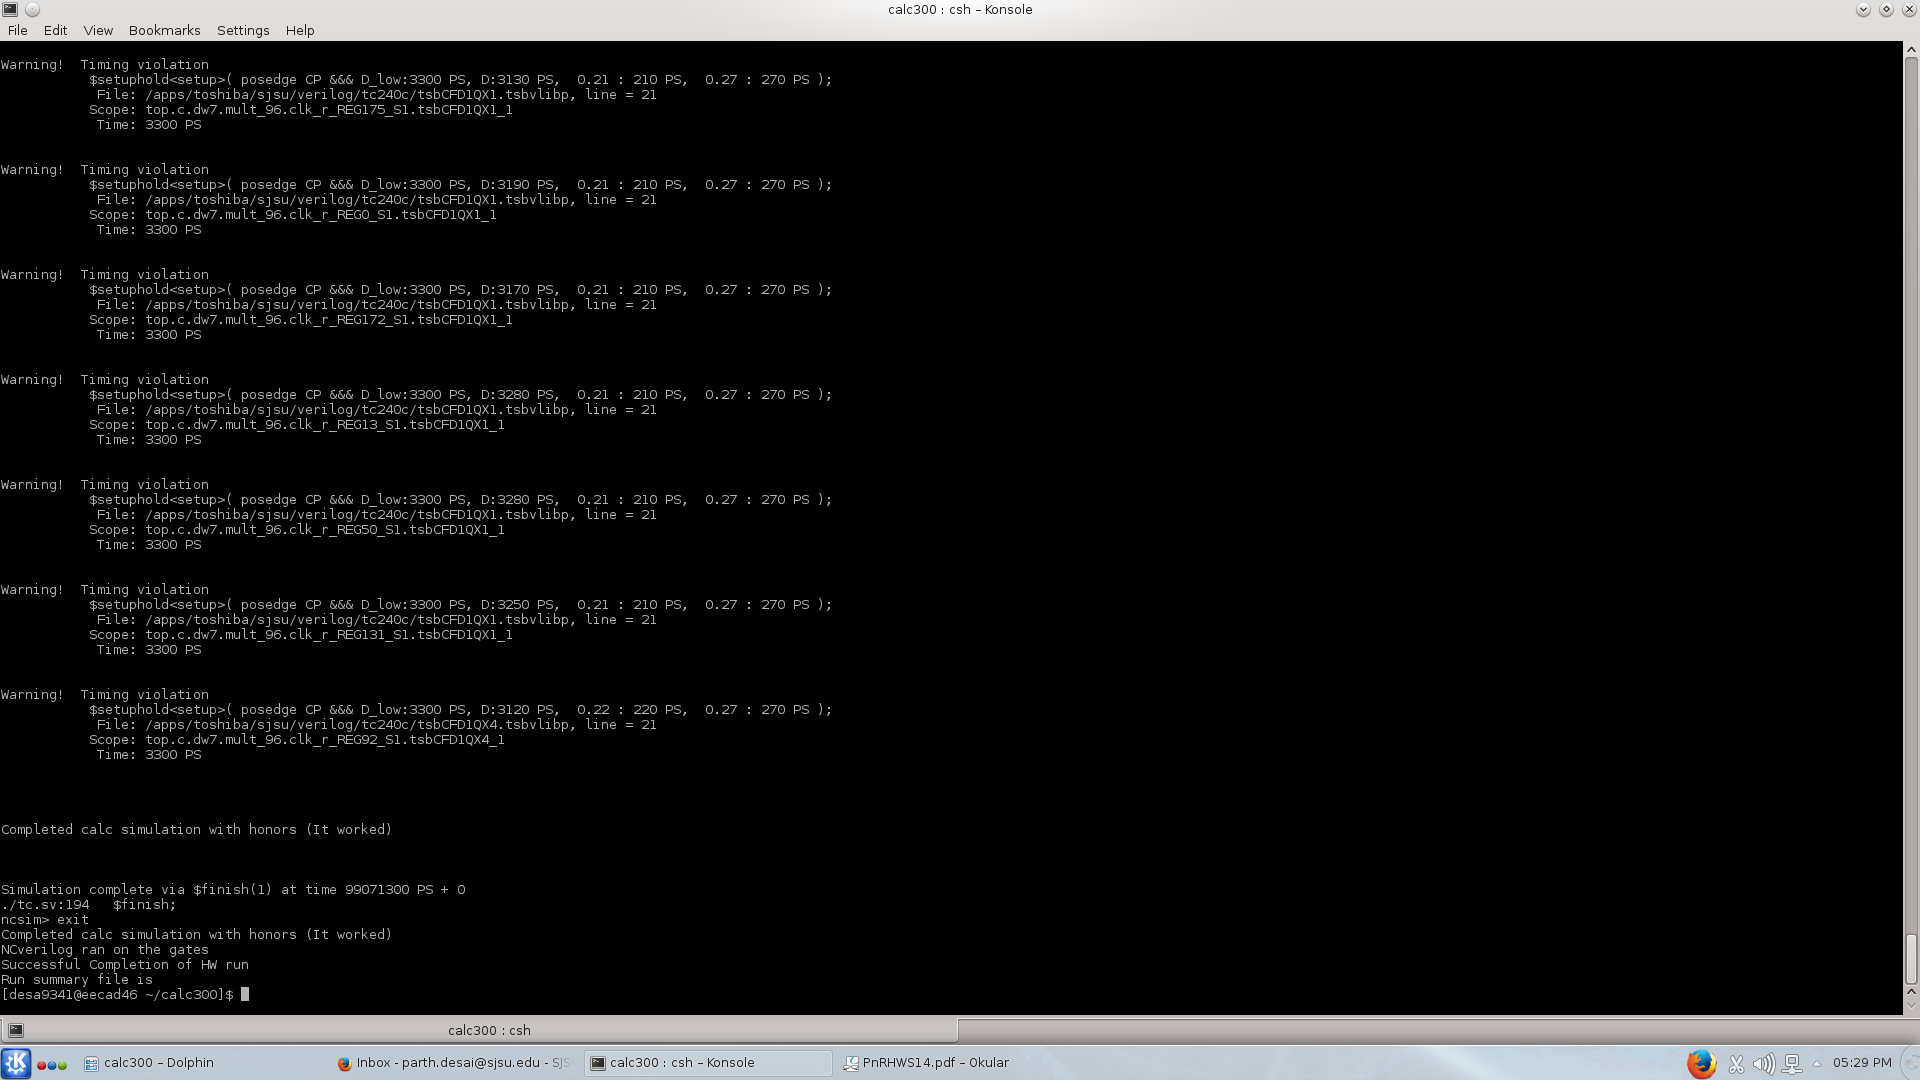 calc300 : csh – Konsole
File Edit View Bookmarks Settings Help
Warning!  Timing violation
$setuphold<setup>( posedge CP &&& D_low:3300 PS, D:3130 PS,  0.21 : 210 PS,  0.27 : 270 PS );
File: /apps/toshiba/sjsu/verilog/tc240c/tsbCFD1QX1.tsbvlibp, line = 21
Scope: top.c.dw7.mult_96.clk_r_REG175_S1.tsbCFD1QX1_1
Time: 3300 PS
Warning!  Timing violation
$setuphold<setup>( posedge CP &&& D_low:3300 PS, D:3190 PS,  0.21 : 210 PS,  0.27 : 270 PS );
File: /apps/toshiba/sjsu/verilog/tc240c/tsbCFD1QX1.tsbvlibp, line = 21
Scope: top.c.dw7.mult_96.clk_r_REG0_S1.tsbCFD1QX1_1
Time: 3300 PS
Warning!  Timing violation
$setuphold<setup>( posedge CP &&& D_low:3300 PS, D:3170 PS,  0.21 : 210 PS,  0.27 : 270 PS );
File: /apps/toshiba/sjsu/verilog/tc240c/tsbCFD1QX1.tsbvlibp, line = 21
Scope: top.c.dw7.mult_96.clk_r_REG172_S1.tsbCFD1QX1_1
Time: 3300 PS
Warning!  Timing violation
$setuphold<setup>( posedge CP &&& D_low:3300 PS, D:3280 PS,  0.21 : 210 PS,  0.27 : 270 PS );
File: /apps/toshiba/sjsu/verilog/tc240c/tsbCFD1QX1.tsbvlibp, line = 21
Scope: top.c.dw7.mult_96.clk_r_REG13_S1.tsbCFD1QX1_1
Time: 3300 PS
Warning!  Timing violation
$setuphold<setup>( posedge CP &&& D_low:3300 PS, D:3280 PS,  0.21 : 210 PS,  0.27 : 270 PS );
File: /apps/toshiba/sjsu/verilog/tc240c/tsbCFD1QX1.tsbvlibp, line = 21
Scope: top.c.dw7.mult_96.clk_r_REG50_S1.tsbCFD1QX1_1
Time: 3300 PS
Warning!  Timing violation
$setuphold<setup>( posedge CP &&& D_low:3300 PS, D:3250 PS,  0.21 : 210 PS,  0.27 : 270 PS );
File: /apps/toshiba/sjsu/verilog/tc240c/tsbCFD1QX1.tsbvlibp, line = 21
Scope: top.c.dw7.mult_96.clk_r_REG131_S1.tsbCFD1QX1_1
Time: 3300 PS
Warning!  Timing violation
$setuphold<setup>( posedge CP &&& D_low:3300 PS, D:3120 PS,  0.22 : 220 PS,  0.27 : 270 PS );
File: /apps/toshiba/sjsu/verilog/tc240c/tsbCFD1QX4.tsbvlibp, line = 21
Scope: top.c.dw7.mult_96.clk_r_REG92_S1.tsbCFD1QX4_1
Time: 3300 PS
Completed calc simulation with honors (It worked)
Simulation complete via $finish(1) at time 99071300 PS + 0
./tc.sv:194   $finish;
ncsim> exit
Completed calc simulation with honors (It worked)
NCverilog ran on the gates
Successful Completion of HW run
Run summary file is
[desa9341@eecad46 ~/calc300]$
calc300 : csh
calc300 – Dolphin
Inbox – parth.desai@sjsu.edu – SJS
calc300 : csh – Konsole
PnRHWS14.pdf – Okular
05:29 PM